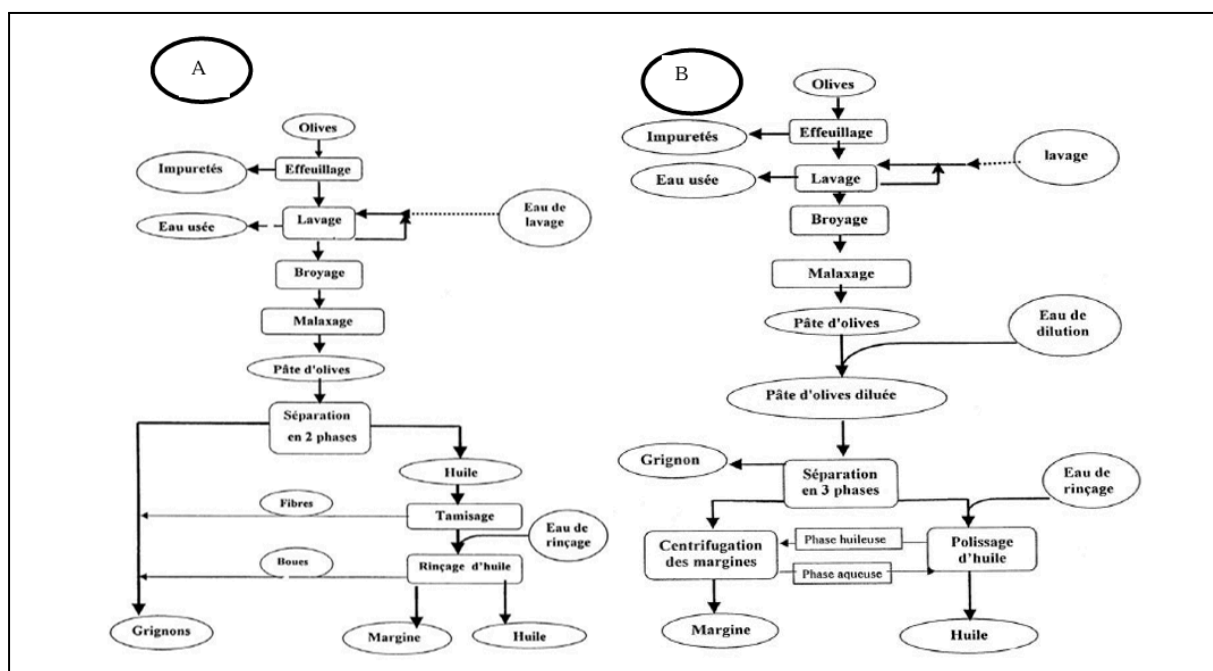 A
Olives
Impuretés
Effeuillage
Eau usée
Lavage
Eau de
lavage
Broyage
Malaxage
Pâte d'olives
Séparation
en 2 phases
Huile
Fibres
Tamisage
Eau de
rinçage
Boues
Rinçage d'huile
Grignons
Margine
Huile
B
Olives
Impuretés
Effeuillage
Eau usée
Lavage
lavage
Broyage
Malaxage
Pâte d'olives
Eau de
dilution
Pâte d'olives diluée
Grignon
Séparation
en 3 phases
Eau de
rinçage
Centrifugation
des margines
Phase huileuse
Phase aqueuse
Polissage
d'huile
Margine
Huile